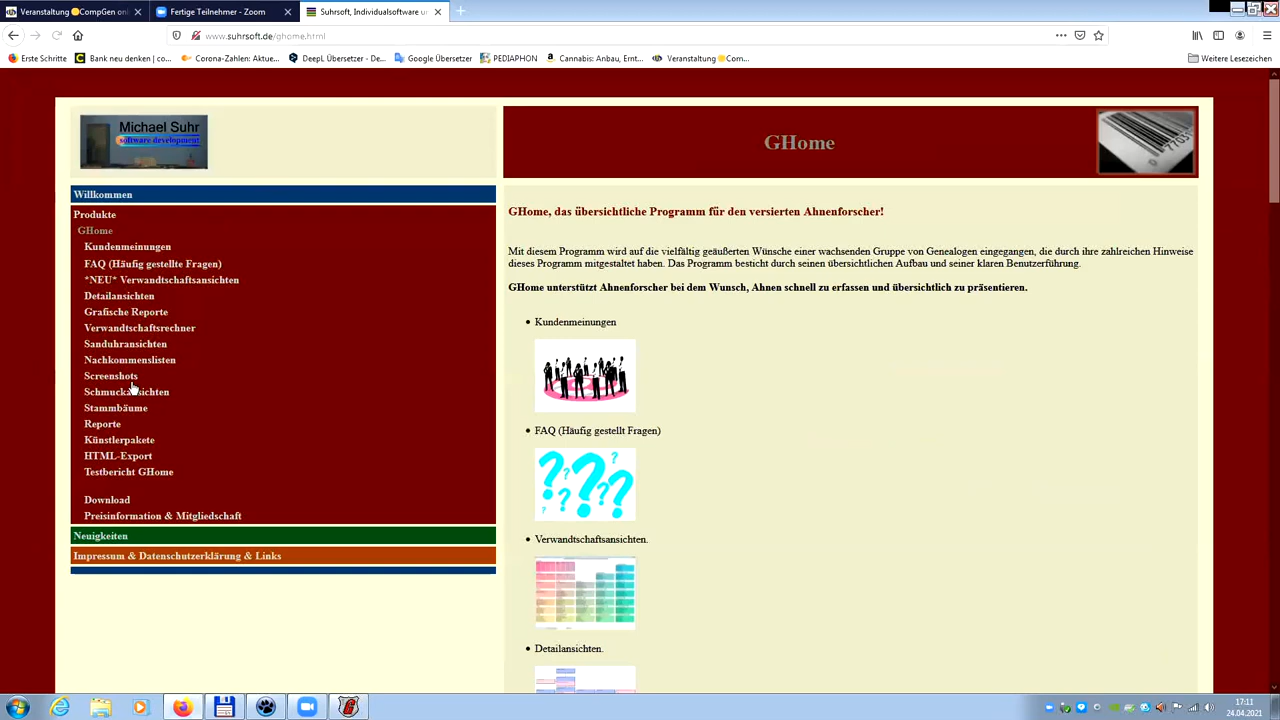 Veranstaltung CompGen on
Fertige Teilnehmer - Zoom
Suhrsoft, Individualsoftware u
www.suhrsoft.de/ghome.html
Erste Schritte
Bank neu denken | co...
Corona-Zahlen: Aktue...
DeepL Übersetzer - De...
Google Übersetzer
PEDIAPHON
Cannabis: Anbau, Ernt...
Veranstaltung Com...
Weitere Lesezeichen
Michael Suhr
software development
GHome
Willkommen
Produkte
GHome
Kundenmeinungen
FAQ (Häufig gestellte Fragen)
*NEU* Verwandtschaftsansichten
Detailansichten
Grafische Reporte
Verwandtschaftsrechner
Sanduhransichten
Nachkommenslisten
Screenshots
Schmuckansichten
Stammbäume
Reporte
Künstlerpakete
HTML-Export
Testbericht GHome
Download
Preisinformation & Mitgliedschaft
Neuigkeiten
Impressum & Datenschutzerklärung & Links
GHome, das übersichtliche Programm für den versierten Ahnenforscher!
Mit diesem Programm wird auf die vielfältig geäußerten Wünsche einer wachsenden Gruppe von Genealogen eingegangen, die durch ihre zahlreichen Hinweise
dieses Programm mitgestaltet haben. Das Programm besticht durch seinen übersichtlichen Aufbau und seiner klaren Benutzerführung.
GHome unterstützt Ahnenforscher bei dem Wunsch, Ahnen schnell zu erfassen und übersichtlich zu präsentieren.
Kundenmeinungen
FAQ (Häufig gestellt Fragen)
Verwandtschaftsansichten.
Detailansichten.
17:11
24.04.2021